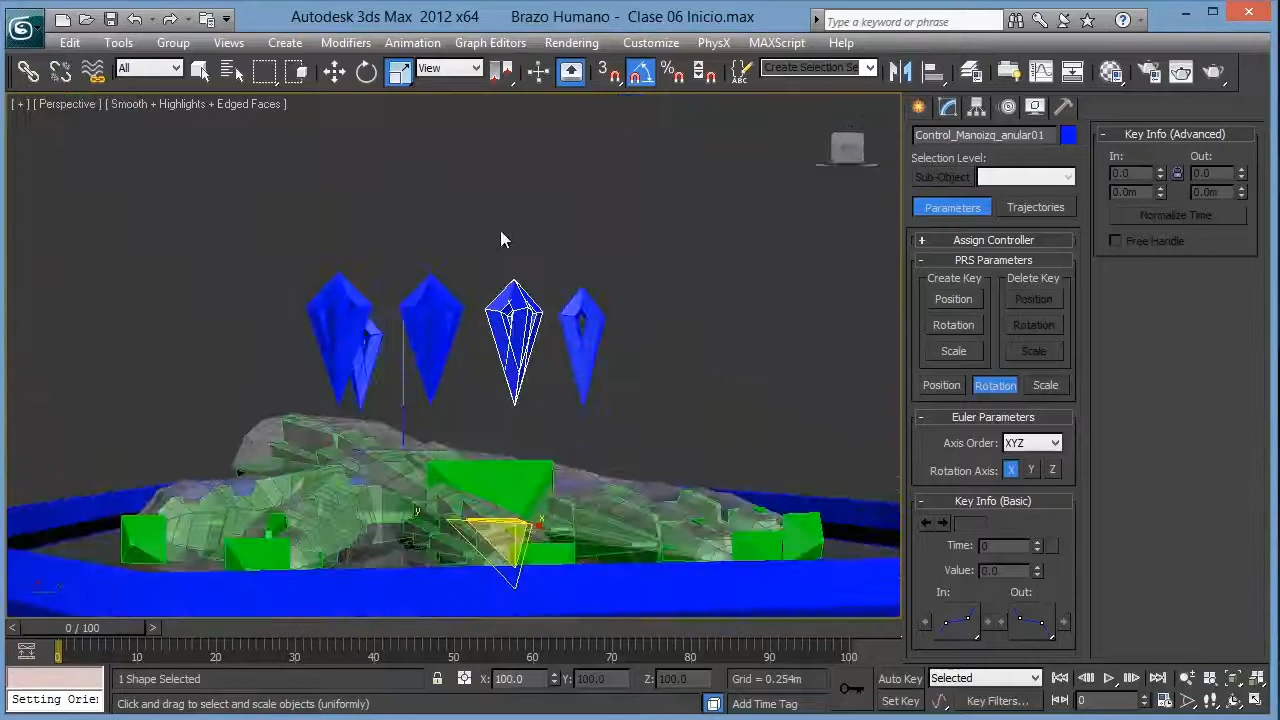 Autodesk 3ds Max 2012 x64 Brazo Humano - Clase 06 Inicio.max
Type a keyword or phrase
Edit Tools Group Views Create Modifiers Animation Graph Editors Rendering Customize PhysX MAXScript Help
All View Create Selection Se
[ + ] [ Perspective ] [ Smooth + Highlights + Edged Faces ]
Control_Manoizq_anular01
Selection Level:
Sub-Object
Parameters Trajectories
+ Assign Controller
- PRS Parameters
Create Key Delete Key
Position Position
Rotation Rotation
Scale Scale
Position Rotation Scale
- Euler Parameters
Axis Order: XYZ
Rotation Axis: X Y Z
- Key Info (Basic)
Time: 0
Value: 0.0
In: Out:
- Key Info (Advanced)
In: Out:
0.0 0.0
0.0m 0.0m
Normalize Time
Free Handle
y x
0 / 100
0 10 20 30 40 50 60 70 80 90 100
1 Shape Selected X: 100.0 Y: 100.0 Z: 100.0 Grid = 0.254m Auto Key Selected
Setting Orie Click and drag to select and scale objects (uniformly) Add Time Tag Set Key Key Filters... 0